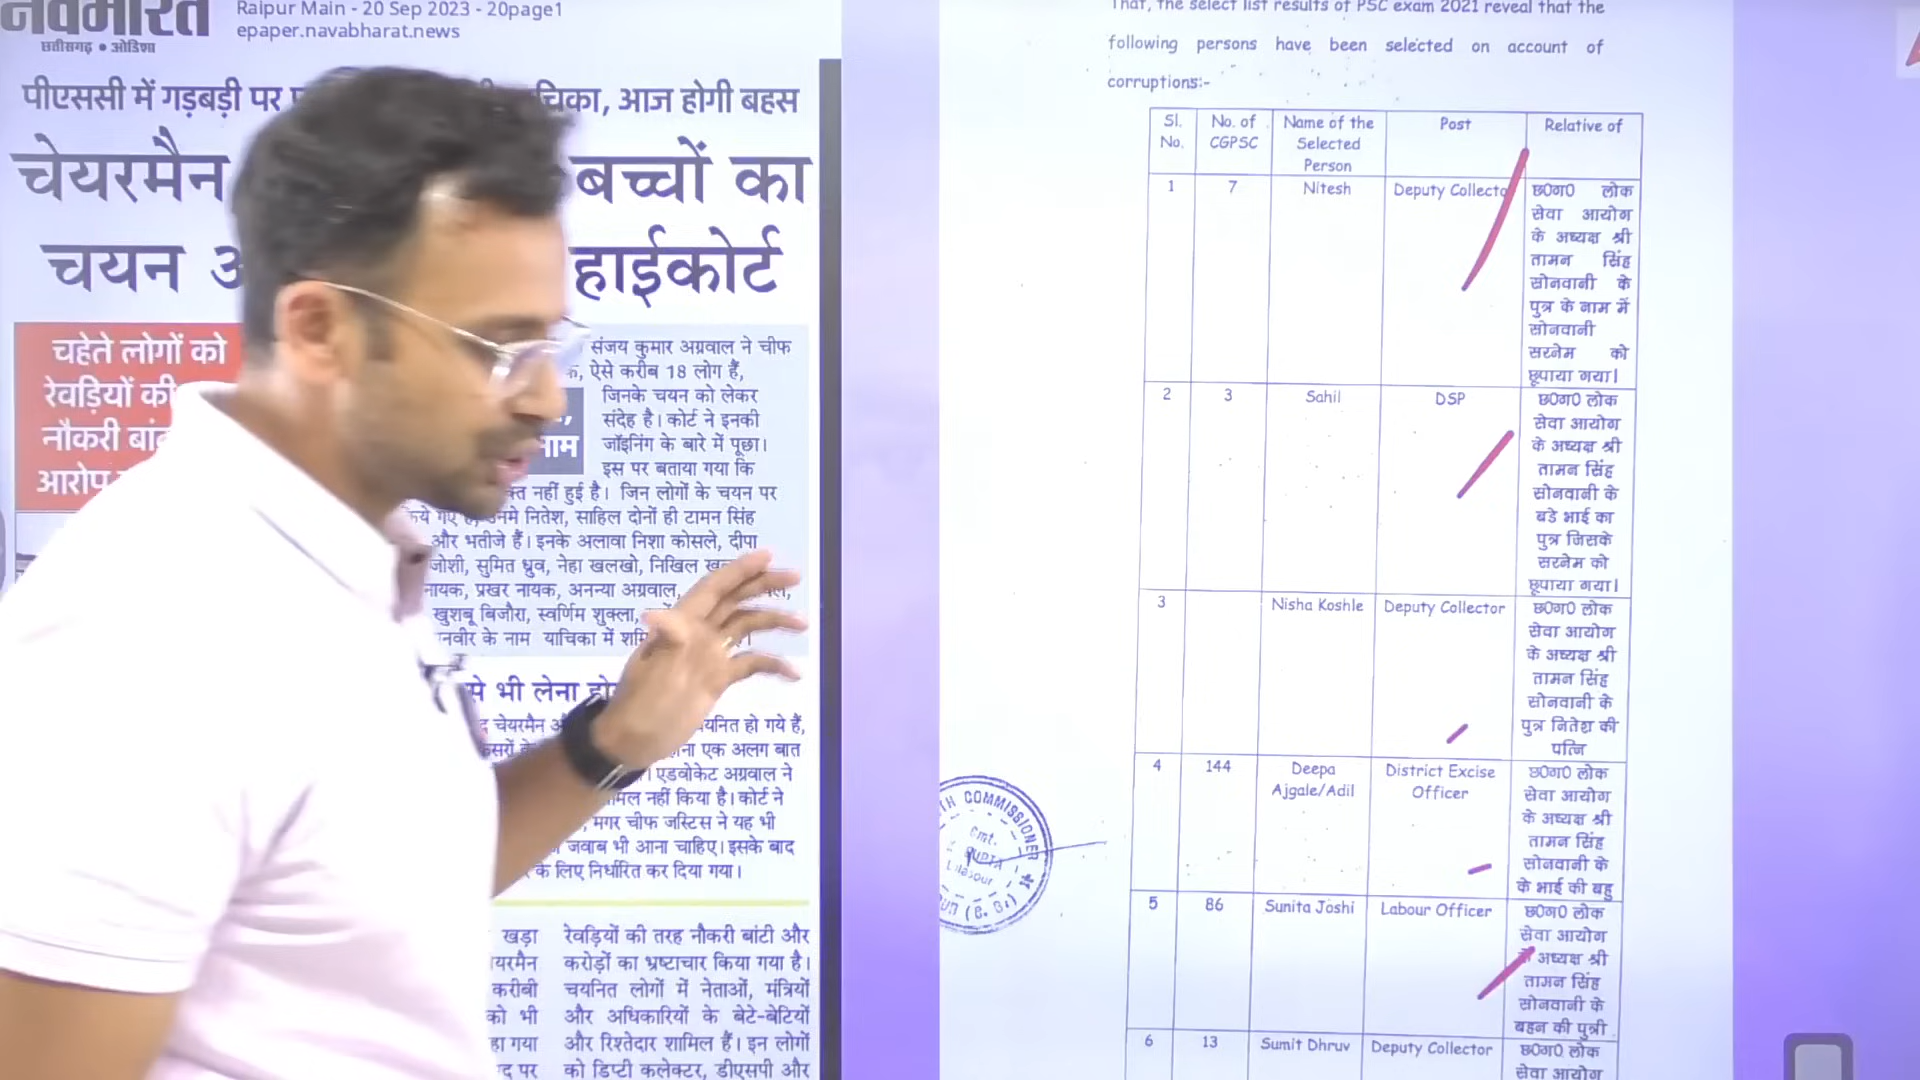 नवभारत
छत्तीसगढ़ • ओडिशा
Raipur Main - 20 Sep 2023 - 20page1
epaper.navabharat.news
पीएससी में गड़बड़ी पर
चिका, आज होगी बहस
चेयरमैन
बच्चों का
चयन
हाईकोर्ट
चहेते लोगों को
रेवड़ियों की
नौकरी
आरोप
संजय कुमार अग्रवाल ने चीफ
ऐसे करीब 18 लोग हैं,
जिनके चयन को लेकर
संदेह है। कोर्ट ने इनकी
जॉइनिंग के बारे में पूछा।
इस पर बताया गया कि
नहीं हुई है। जिन लोगों के चयन पर
नितेश, साहिल दोनों ही टामन सिंह
और भतीजे हैं। इनके अलावा निशा कोसले, दीपा
जोशी, सुमित ध्रुव, नेहा खलखो, निखिल
नायक, प्रखर नायक, अनन्या अग्रवाल,
खुशबू बिजौरा, स्वर्णिम शुक्ला,
के नाम याचिका में
से भी लेना
चेयरमैन
चयनित हो गये हैं,
एक अलग बात
एडवोकेट अग्रवाल ने
नहीं किया है। कोर्ट ने
मगर चीफ जस्टिस ने यह भी
जवाब भी आना चाहिए। इसके बाद
के लिए निर्धारित कर दिया गया।
खड़ा
करीबी
को भी
गया
पर
रेवड़ियों की तरह नौकरी बांटी और
करोड़ों का भ्रष्टाचार किया गया है।
चयनित लोगों में नेताओं, मंत्रियों
और अधिकारियों के बेटे-बेटियों
और रिश्तेदार शामिल हैं। इन लोगों
को डिप्टी कलेक्टर, डीएसपी और
That, the select list results of PSC exam 2021 reveal that the
following persons have been selected on account of
corruptions:-
Sl. No. | No. of CGPSC | Name of the Selected Person | Post | Relative of
1 | 7 | Nitesh | Deputy Collecto
छ0ग0 लोक
सेवा आयोग
के अध्यक्ष श्री
तामन सिंह
सोनवानी के
पुत्र के नाम में
सोनवानी
सरनेम को
छूपाया गया।
2 | 3 | Sahil | DSP
छ0ग0 लोक
सेवा आयोग
के अध्यक्ष श्री
तामन सिंह
सोनवानी के
बडे भाई का
पुत्र जिसके
सरनेम को
छूपाया गया।
3 | Nisha Koshle | Deputy Collector
छ0ग0 लोक
सेवा आयोग
के अध्यक्ष श्री
तामन सिंह
सोनवानी के
पुत्र नितेश की
पत्नि
4 | 144 | Deepa Ajgale/Adil | District Excise Officer
छ0ग0 लोक
सेवा आयोग
के अध्यक्ष श्री
तामन सिंह
सोनवानी के
के भाई की बहु
5 | 86 | Sunita Joshi | Labour Officer
छ0ग0 लोक
सेवा आयोग
अध्यक्ष श्री
तामन सिंह
सोनवानी के
बहन की पुत्री
6 | 13 | Sumit Dhruv | Deputy Collector
छ0ग0 लोक
सेवा आयोग
COMMISSIONER
Smt.
GUPTA